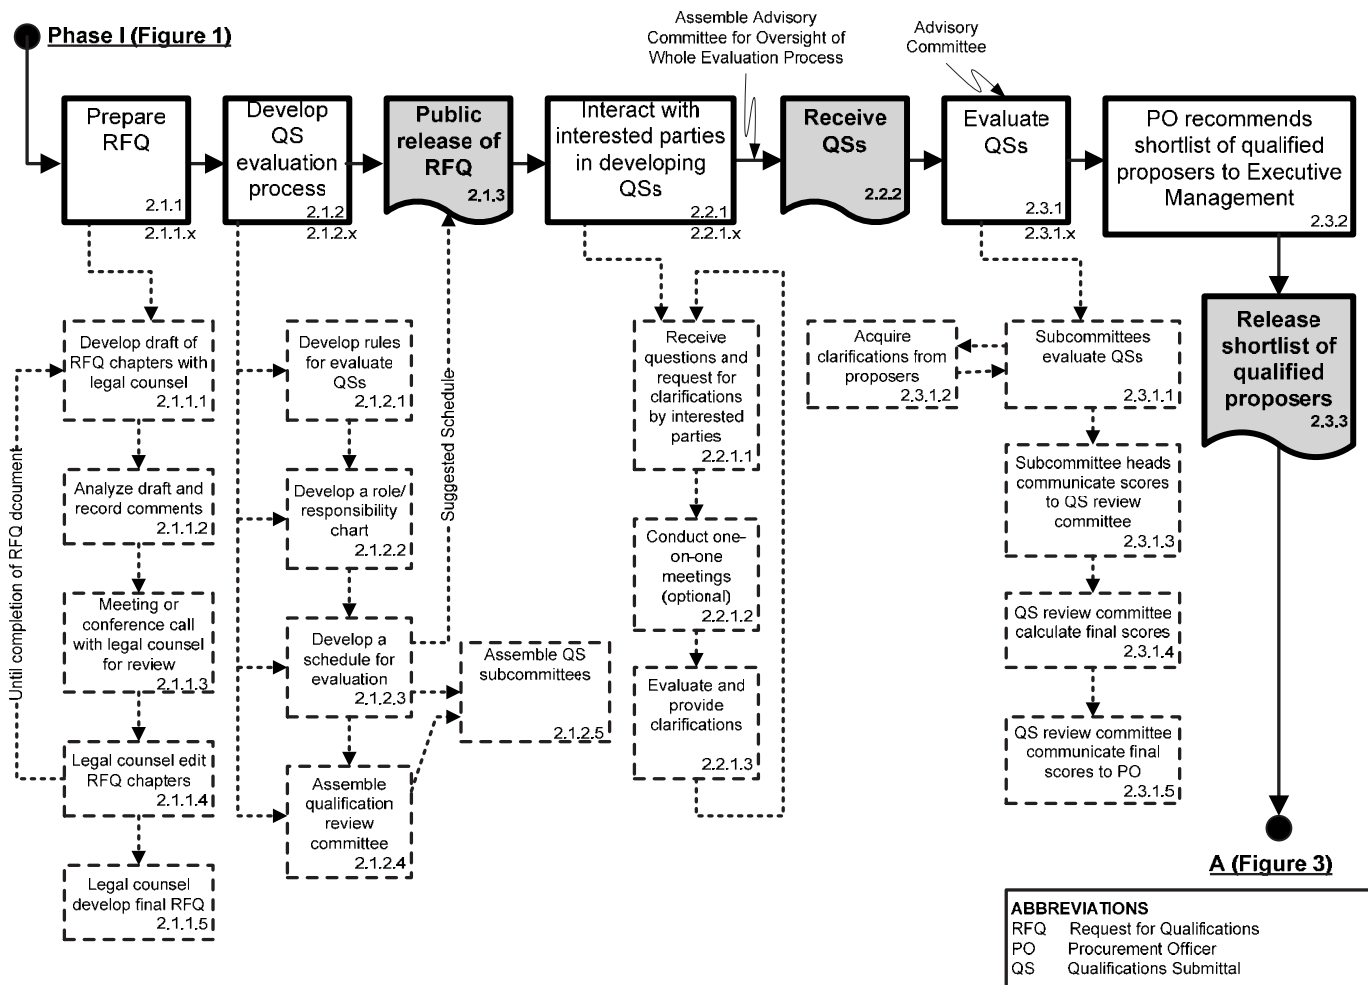 Phase I (Figure 1)
Assemble Advisory
Committee for Oversight of
Whole Evaluation Process
Advisory
Committee
Prepare
RFQ
2.1.1
2.1.1.x
Develop
QS
evaluation
process
2.1.2
2.1.2.x
Public
release of
RFQ
2.1.3
Interact with
interested parties
in developing
QSs
2.2.1
2.2.1.x
Receive
QSs
2.2.2
Evaluate
QSs
2.3.1
2.3.1.x
PO recommends
shortlist of qualified
proposers to Executive
Management
2.3.2
Release
shortlist of
qualified
proposers
2.3.3
Until completion of RFQ dcoument
Develop draft of
RFQ chapters with
legal counsel
2.1.1.1
Analyze draft and
record comments
2.1.1.2
Meeting or
conference call
with legal counsel
for review
2.1.1.3
Legal counsel edit
RFQ chapters
2.1.1.4
Legal counsel
develop final RFQ
2.1.1.5
Develop rules
for evaluate
QSs
2.1.2.1
Develop a role/
responsibility
chart
2.1.2.2
Develop a
schedule for
evaluation
2.1.2.3
Assemble
qualification
review
committee
2.1.2.4
Suggested Schedule
Assemble QS
subcommittees
2.1.2.5
Receive
questions and
request for
clarifications
by interested
parties
2.2.1.1
Conduct one-
on-one
meetings
(optional)
2.2.1.2
Evaluate and
provide
clarifications
2.2.1.3
Acquire
clarifications from
proposers
2.3.1.2
Subcommittees
evaluate QSs
2.3.1.1
Subcommittee heads
communicate scores
to QS review
committee
2.3.1.3
QS review committee
calculate final scores
2.3.1.4
QS review committee
communicate final
scores to PO
2.3.1.5
A (Figure 3)
ABBREVIATIONS
RFQ Request for Qualifications
PO Procurement Officer
QS Qualifications Submittal